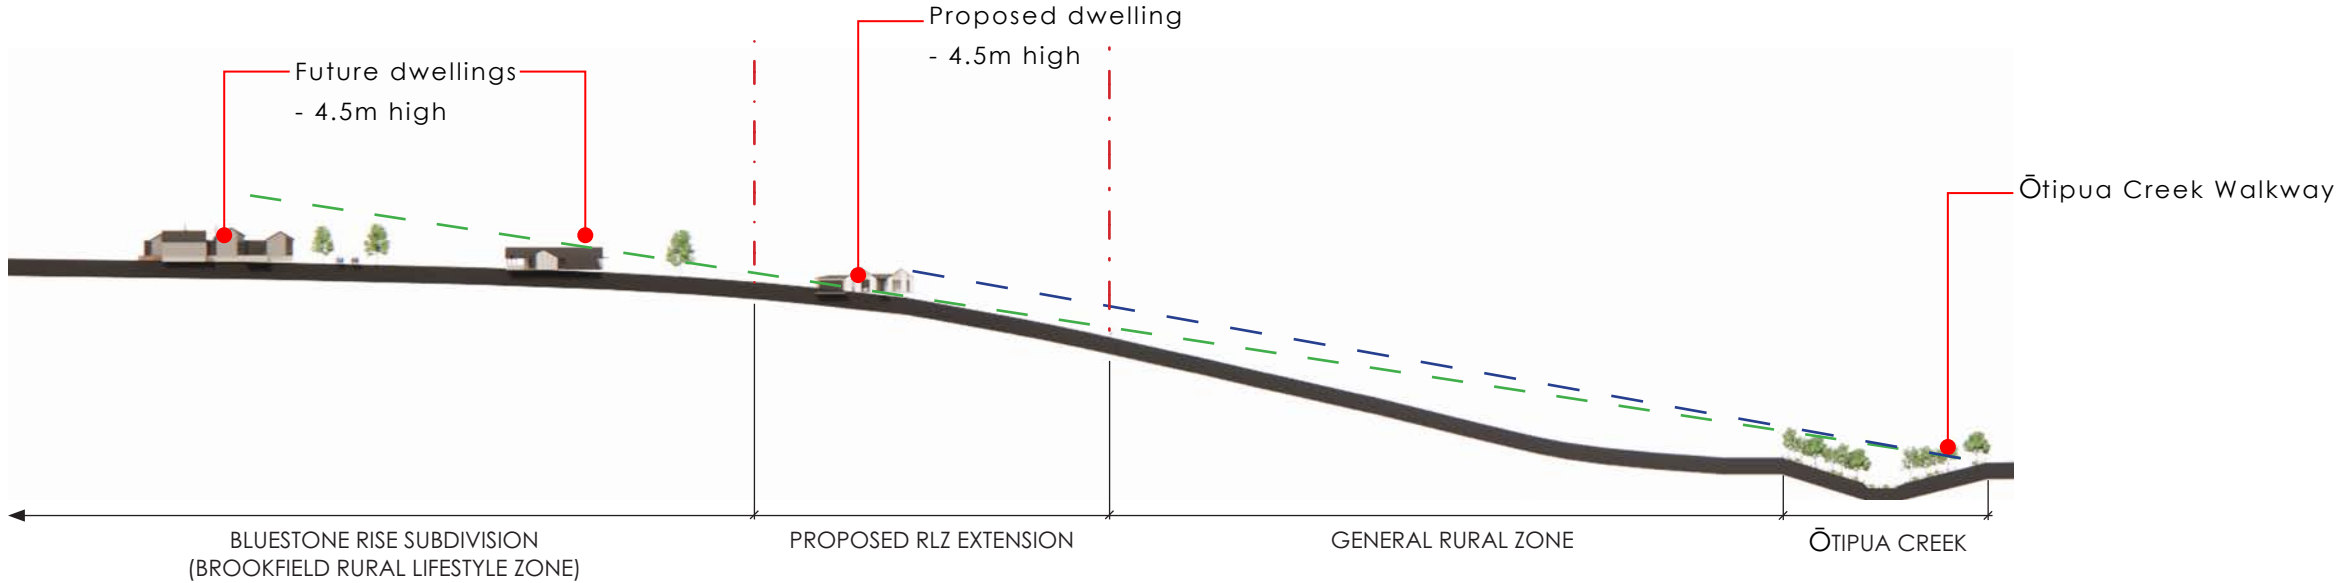 Proposed dwelling
- 4.5m high
Future dwellings
- 4.5m high
Ōtipua Creek Walkway
BLUESTONE RISE SUBDIVISION
(BROOKFIELD RURAL LIFESTYLE ZONE)
PROPOSED RLZ EXTENSION
GENERAL RURAL ZONE
ŌTIPUA CREEK